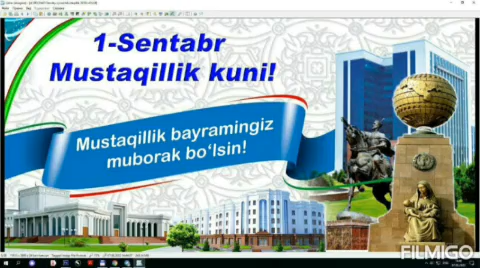 1-Sentabr
Mustaqillik kuni!
Mustaqillik bayramingiz
muborak bo'lsin!
FILMIGO